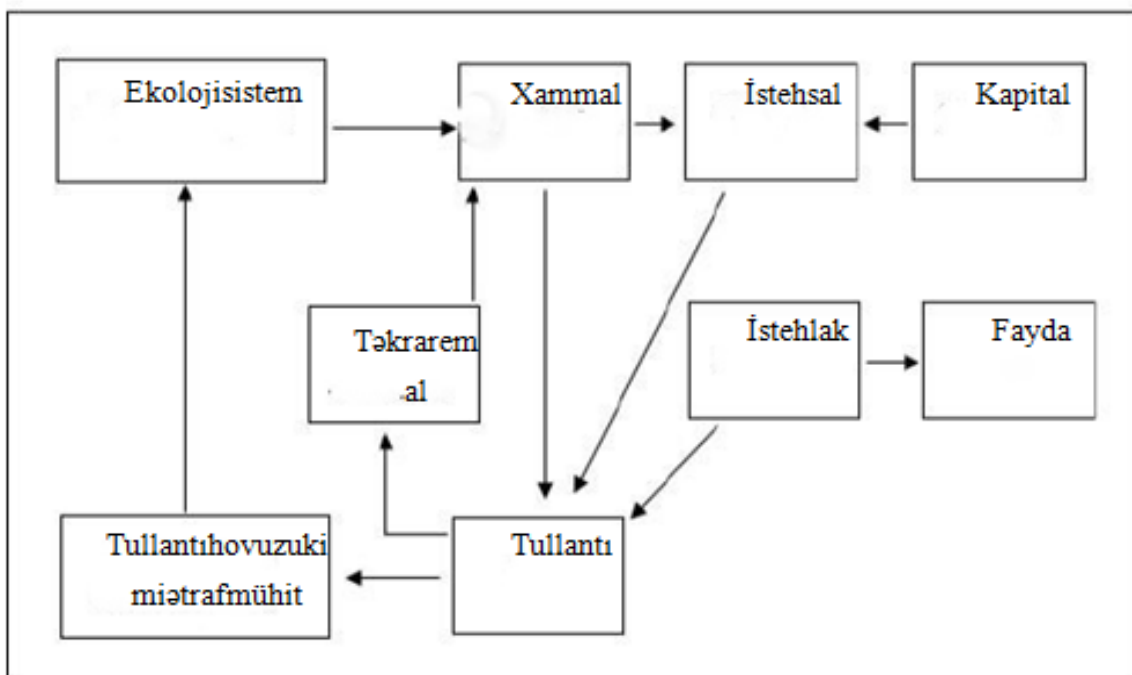 Ekolojisistem
Xammal
İstehsal
Kapital
Təkrarem
al
İstehlak
Fayda
Tullantıhovuzuki
miətrafmühit
Tullantı